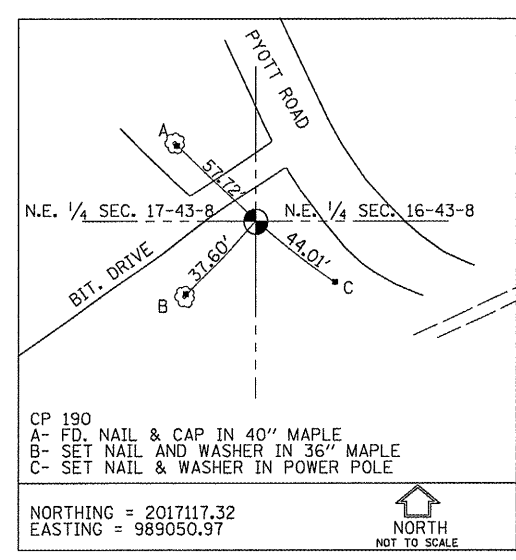 PYOTT ROAD
A
57.72'
N.E. 1/4 SEC. 17-43-8
N.E. 1/4 SEC. 16-43-8
BIT. DRIVE
37.60'
44.01'
B
C
CP 190
A- FD. NAIL & CAP IN 40" MAPLE
B- SET NAIL AND WASHER IN 36" MAPLE
C- SET NAIL & WASHER IN POWER POLE
NORTHING = 2017117.32
EASTING = 989050.97
NORTH
NOT TO SCALE